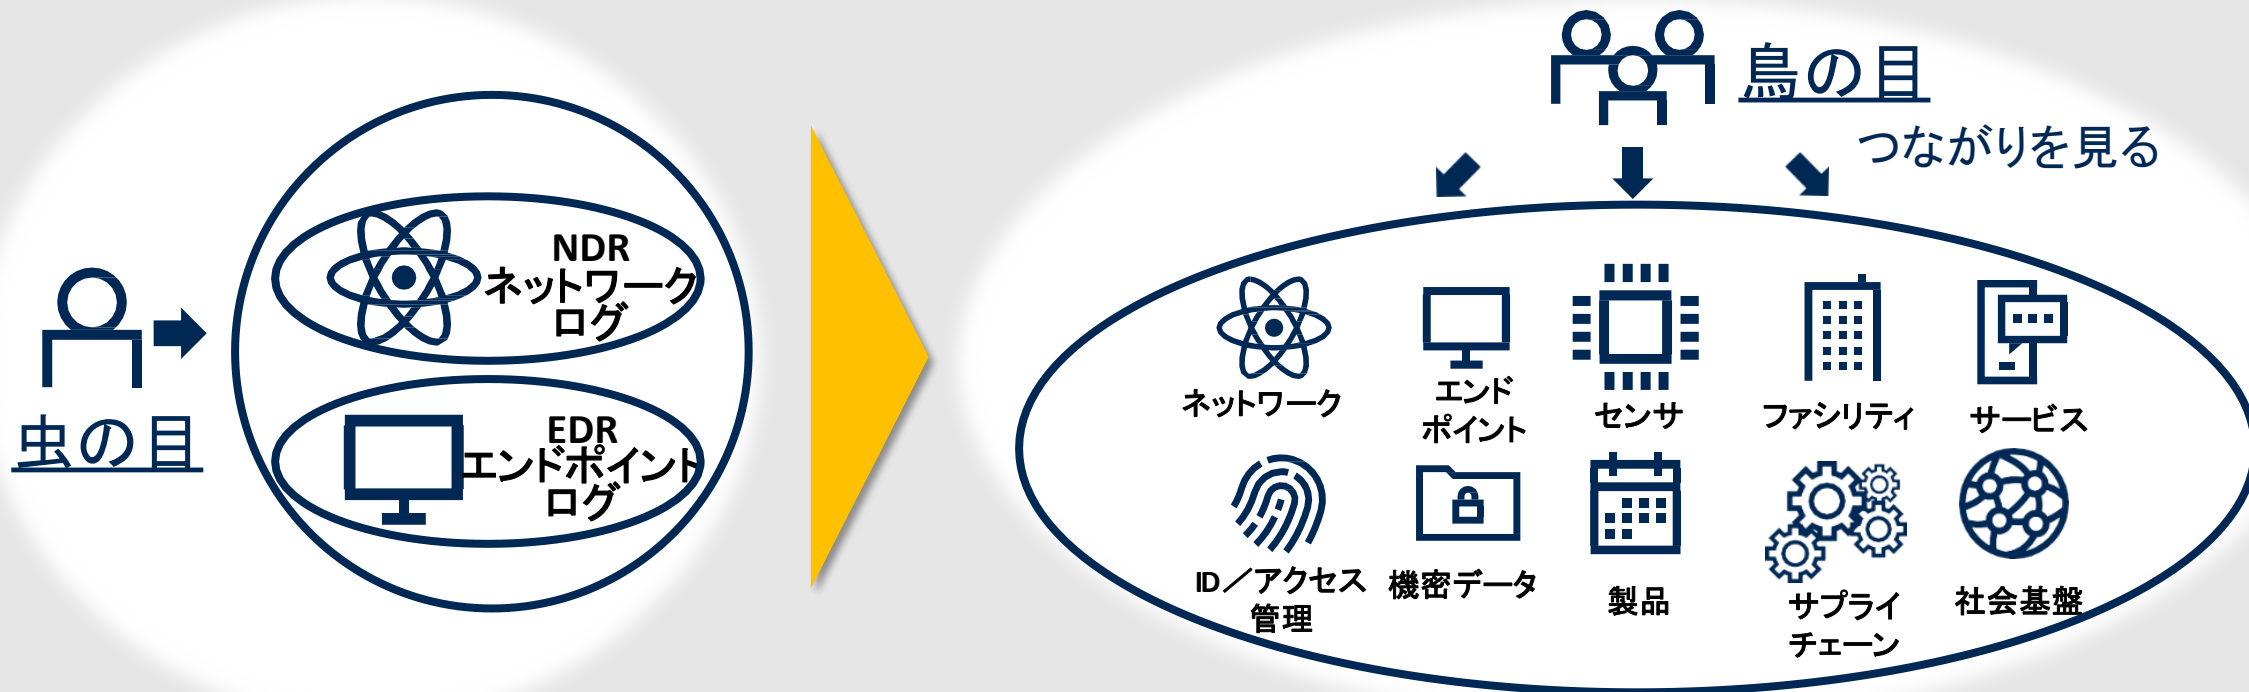 虫の目
NDR
ネットワーク
ログ
EDR
エンドポイント
ログ
鳥の目
つながりを見る
ネットワーク
エンド
ポイント
センサ
ファシリティ
サービス
ID／アクセス
管理
機密データ
製品
サプライ
チェーン
社会基盤